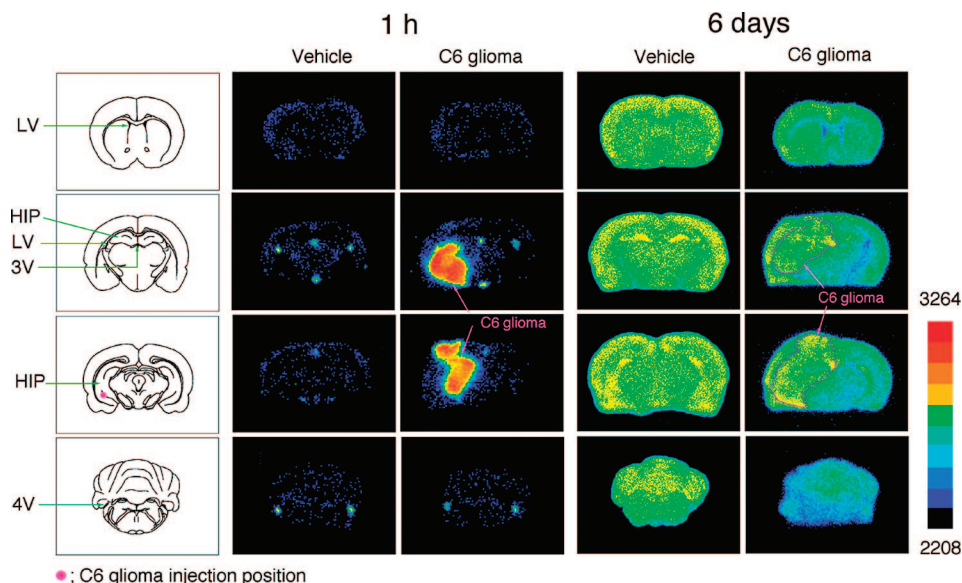 1 h
6 days
Vehicle
C6 glioma
Vehicle
C6 glioma
LV
HIP
LV
3V
C6 glioma
C6 glioma
3264
HIP
4V
2208
: C6 glioma injection position